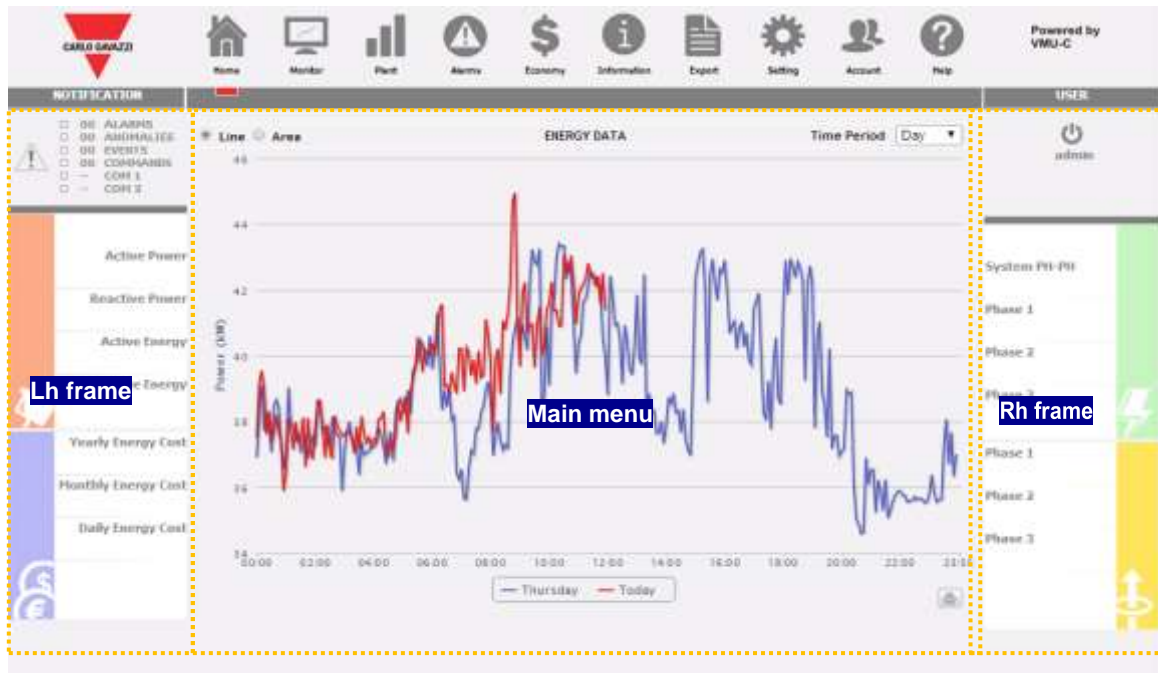 CARLO GAVAZZI
Home
Monitor
Plant
Alarms
Economy
Information
Export
Setting
Account
Help
Powered by
VMU-C
NOTIFICATION
USER
00 ALARMS
00 ANOMALIES
00 EVENTS
00 COMMANDS
-- COM 1
-- COM 2
Line
Area
ENERGY DATA
Time Period
Day
admin
Active Power
Reactive Power
Active Energy
Energy
Lh frame
Yearly Energy Cost
Monthly Energy Cost
Daily Energy Cost
Power (kW)
46
44
42
40
38
36
34
Main menu
00:00
02:00
04:00
06:00
08:00
10:00
12:00
14:00
16:00
18:00
20:00
22:00
Thursday
Today
System PH-PH
Phase 1
Phase 2
Rh frame
Phase 1
Phase 2
Phase 3